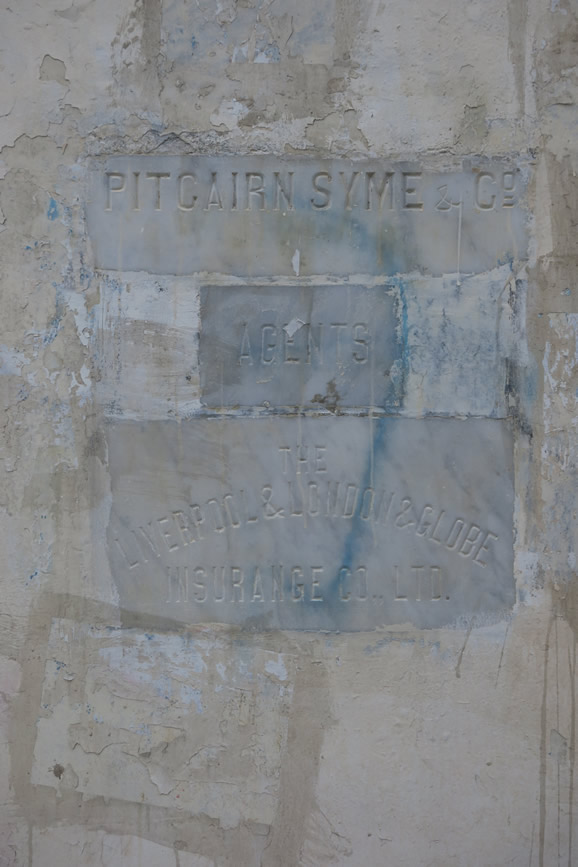 PITCAIRN SYME & Cº
AGENTS
THE
LIVERPOOL & LONDON & GLOBE
INSURANCE CO., LTD.